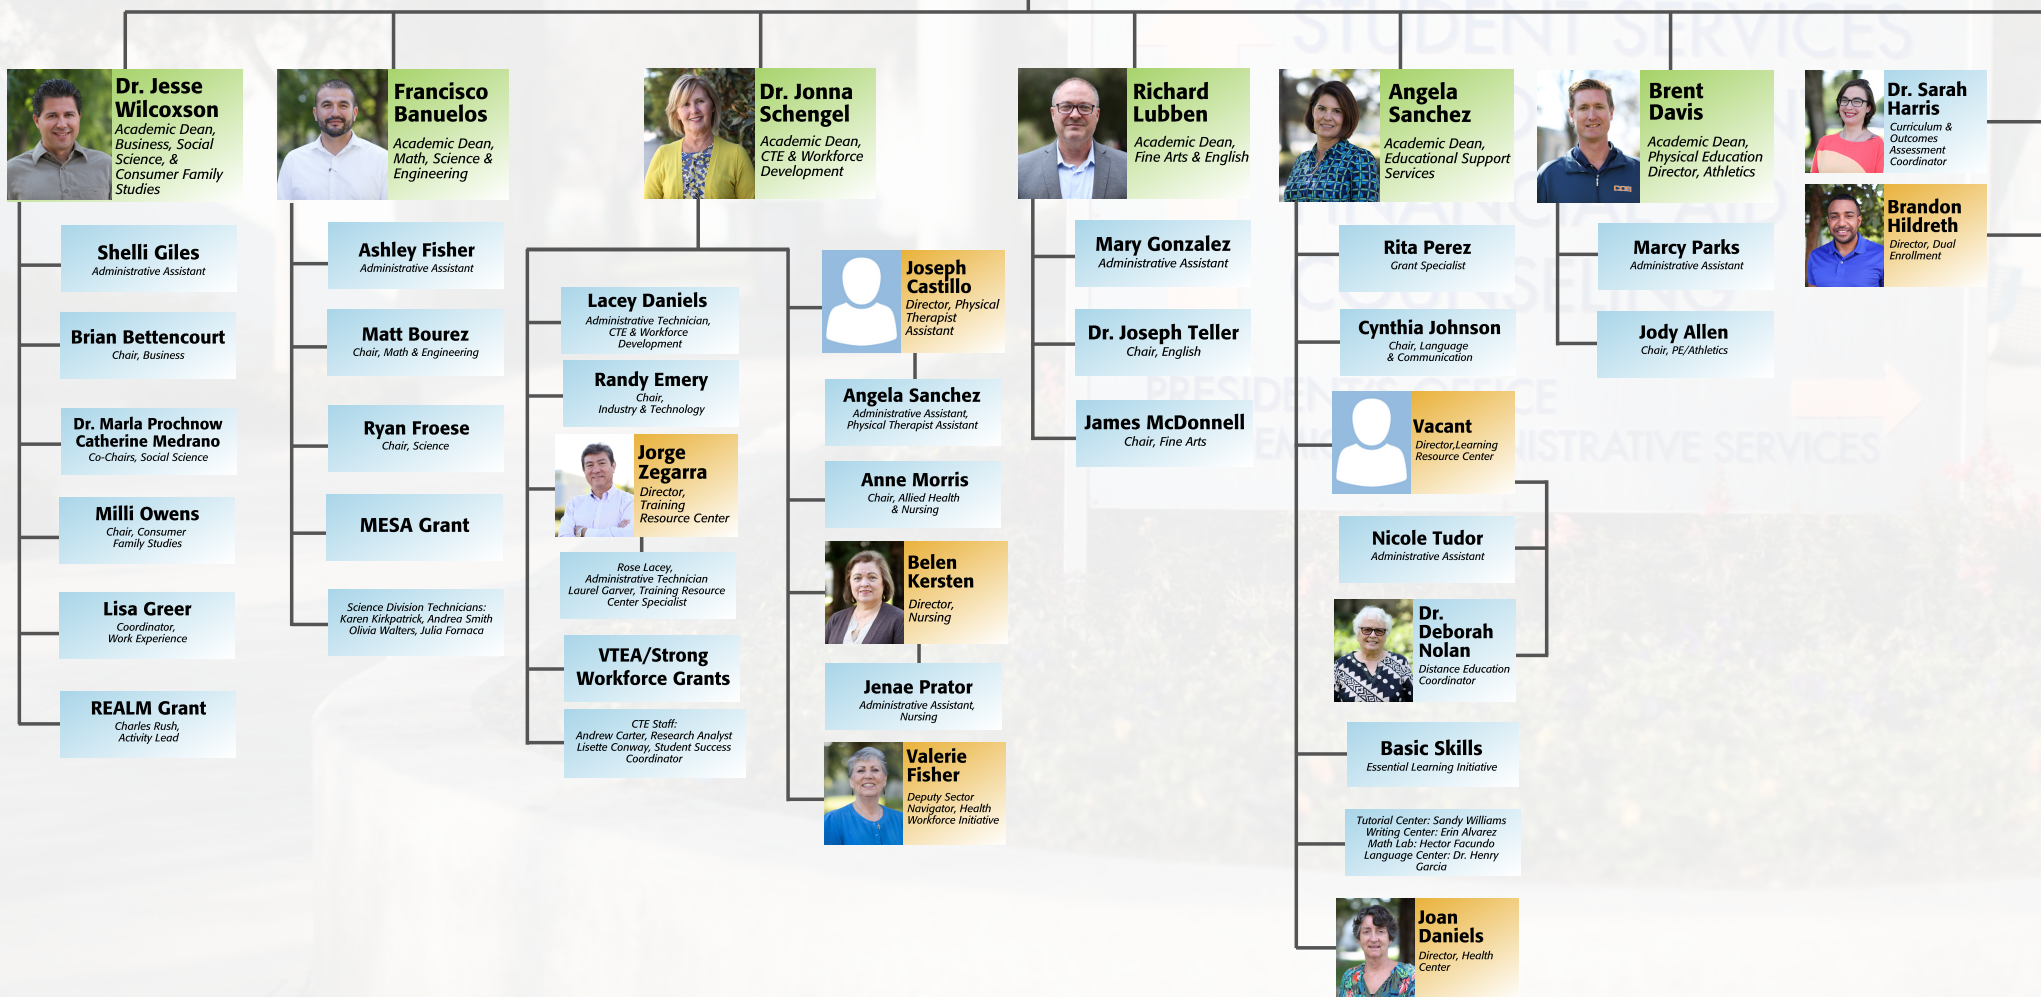 STUDENT SERVICES
FINANCIAL AID
COUNSELING
PRESIDENT'S OFFICE
Dr. Jesse
Wilcoxson
Academic Dean,
Business, Social
Science, &
Consumer Family
Studies
Shelli Giles
Administrative Assistant
Brian Bettencourt
Chair, Business
Dr. Marla Prochnow
Catherine Medrano
Co-Chairs, Social Science
Milli Owens
Chair, Consumer
Family Studies
Lisa Greer
Coordinator,
Work Experience
REALM Grant
Charles Rush,
Activity Lead
Francisco
Banuelos
Academic Dean,
Math, Science &
Engineering
Ashley Fisher
Administrative Assistant
Matt Bourez
Chair, Math & Engineering
Ryan Froese
Chair, Science
MESA Grant
Science Division Technicians:
Karen Kirkpatrick, Andrea Smith
Olivia Walters, Julia Fornaca
Dr. Jonna
Schengel
Academic Dean,
CTE & Workforce
Development
Lacey Daniels
Administrative Technician,
CTE & Workforce
Development
Randy Emery
Chair,
Industry & Technology
Jorge
Zegarra
Director,
Training
Resource Center
Rose Lacey,
Administrative Technician
Laurel Garver, Training Resource
Center Specialist
VTEA/Strong
Workforce Grants
CTE Staff:
Andrew Carter, Research Analyst
Lisette Conway, Student Success
Coordinator
Joseph
Castillo
Director, Physical
Therapist
Assistant
Angela Sanchez
Administrative Assistant,
Physical Therapist Assistant
Anne Morris
Chair, Allied Health
& Nursing
Belen
Kersten
Director,
Nursing
Jenae Prator
Administrative Assistant,
Nursing
Valerie
Fisher
Deputy Sector
Navigator, Health
Workforce Initiative
Richard
Lubben
Academic Dean,
Fine Arts & English
Mary Gonzalez
Administrative Assistant
Dr. Joseph Teller
Chair, English
James McDonnell
Chair, Fine Arts
Angela
Sanchez
Academic Dean,
Educational Support
Services
Rita Perez
Grant Specialist
Cynthia Johnson
Chair, Language
& Communication
Vacant
Director,Learning
Resource Center
Nicole Tudor
Administrative Assistant
Dr.
Deborah
Nolan
Distance Education
Coordinator
Basic Skills
Essential Learning Initiative
Tutorial Center: Sandy Williams
Writing Center: Erin Alvarez
Math Lab: Hector Facundo
Language Center: Dr. Henry
Garcia
Joan
Daniels
Director, Health
Center
Brent
Davis
Academic Dean,
Physical Education
Director, Athletics
Marcy Parks
Administrative Assistant
Jody Allen
Chair, PE/Athletics
Dr. Sarah
Harris
Curriculum &
Outcomes
Assessment
Coordinator
Brandon
Hildreth
Director, Dual
Enrollment